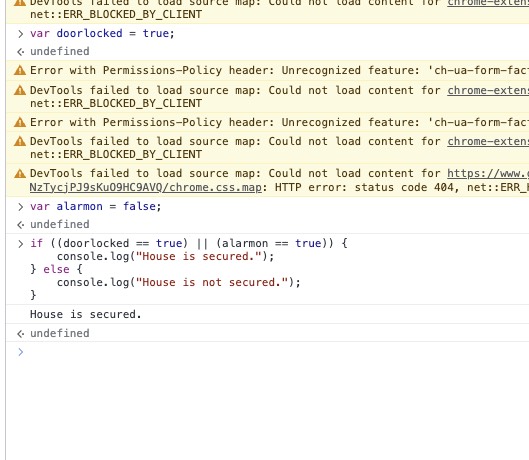 DevTools failed to load source map: Could not load content for chrome-extens
net::ERR_BLOCKED_BY_CLIENT
> var doorlocked = true;
< undefined
Error with Permissions-Policy header: Unrecognized feature: 'ch-ua-form-fact
DevTools failed to load source map: Could not load content for chrome-extens
net::ERR_BLOCKED_BY_CLIENT
Error with Permissions-Policy header: Unrecognized feature: 'ch-ua-form-fact
DevTools failed to load source map: Could not load content for chrome-extens
net::ERR_BLOCKED_BY_CLIENT
DevTools failed to load source map: Could not load content for https://www.g
NzTycjPJ9sKuO9HC9AVQ/chrome.css.map: HTTP error: status code 404, net::ERR_H
> var alarmon = false;
< undefined
> if ((doorlocked == true) || (alarmon == true)) {
    console.log("House is secured.");
} else {
    console.log("House is not secured.");
}
House is secured.
< undefined
>